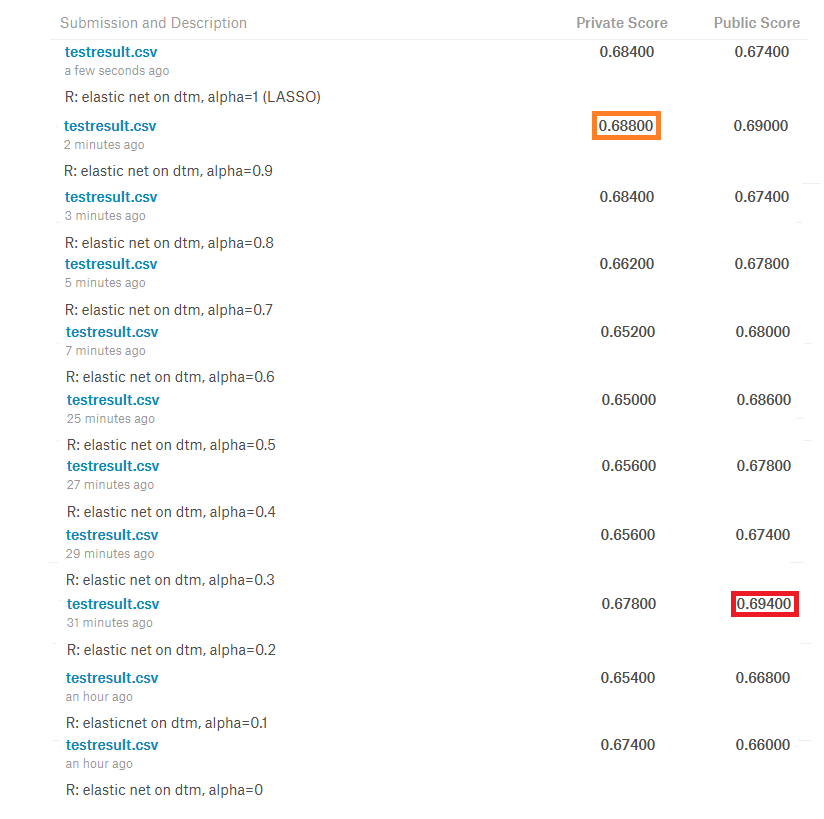 Submission and Description Private Score Public Score
testresult.csv 0.68400 0.67400
a few seconds ago
R: elastic net on dtm, alpha=1 (LASSO)
testresult.csv 0.68800 0.69000
2 minutes ago
R: elastic net on dtm, alpha=0.9
testresult.csv 0.68400 0.67400
3 minutes ago
R: elastic net on dtm, alpha=0.8
testresult.csv 0.66200 0.67800
5 minutes ago
R: elastic net on dtm, alpha=0.7
testresult.csv 0.65200 0.68000
7 minutes ago
R: elastic net on dtm, alpha=0.6
testresult.csv 0.65000 0.68600
25 minutes ago
R: elastic net on dtm, alpha=0.5
testresult.csv 0.65600 0.67800
27 minutes ago
R: elastic net on dtm, alpha=0.4
testresult.csv 0.65600 0.67400
29 minutes ago
R: elastic net on dtm, alpha=0.3
testresult.csv 0.67800 0.69400
31 minutes ago
R: elastic net on dtm, alpha=0.2
testresult.csv 0.65400 0.66800
an hour ago
R: elasticnet on dtm, alpha=0.1
testresult.csv 0.67400 0.66000
an hour ago
R: elastic net on dtm, alpha=0